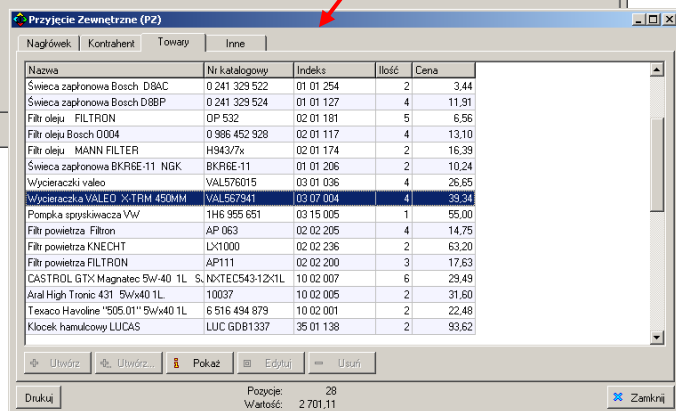 Przyjęcie Zewnętrzne (PZ)
Nagłówek Kontrahent Towary Inne
Nazwa Nr katalogowy Indeks Ilość Cena
Świeca zapłonowa Bosch D8AC 0 241 329 522 01 01 254 2 3,44
Świeca zapłonowa Bosch D8BP 0 241 329 524 01 01 127 4 11,91
Filtr oleju FILTRON OP 532 02 01 181 5 6,56
Filtr oleju Bosch O004 0 986 452 928 02 01 117 4 13,10
Filtr oleju MANN FILTER H943/7x 02 01 174 2 16,39
Świeca zapłonowa BKR6E-11 NGK BKR6E-11 01 01 206 2 10,24
Wycieraczki valeo VAL576015 03 01 036 4 26,65
Wycieraczka VALEO X-TRM 450MM VAL567941 03 07 004 4 39,34
Pompka spryskiwacza VW 1H6 955 651 03 15 005 1 55,00
Filtr powietrza Filtron AP 063 02 02 205 4 14,75
Filtr powietrza KNECHT LX1000 02 02 236 2 63,20
Filtr powietrza FILTRON AP111 02 02 200 3 17,63
CASTROL GTX Magnatec 5W-40 1L S. NXTEC543-12X1L 10 02 007 6 29,49
Aral High Tronic 431 5Wx40 1L. 10037 10 02 005 2 31,60
Texaco Havoline "505.01" 5Wx40 1L 6 516 494 879 10 02 001 2 22,48
Klocek hamulcowy LUCAS LUC GDB1337 35 01 138 2 93,62
Utwórz Utwórz... Pokaż Edytuj Usuń
Drukuj Pozycje: 28 Zamknij
Wartość: 2 701,11